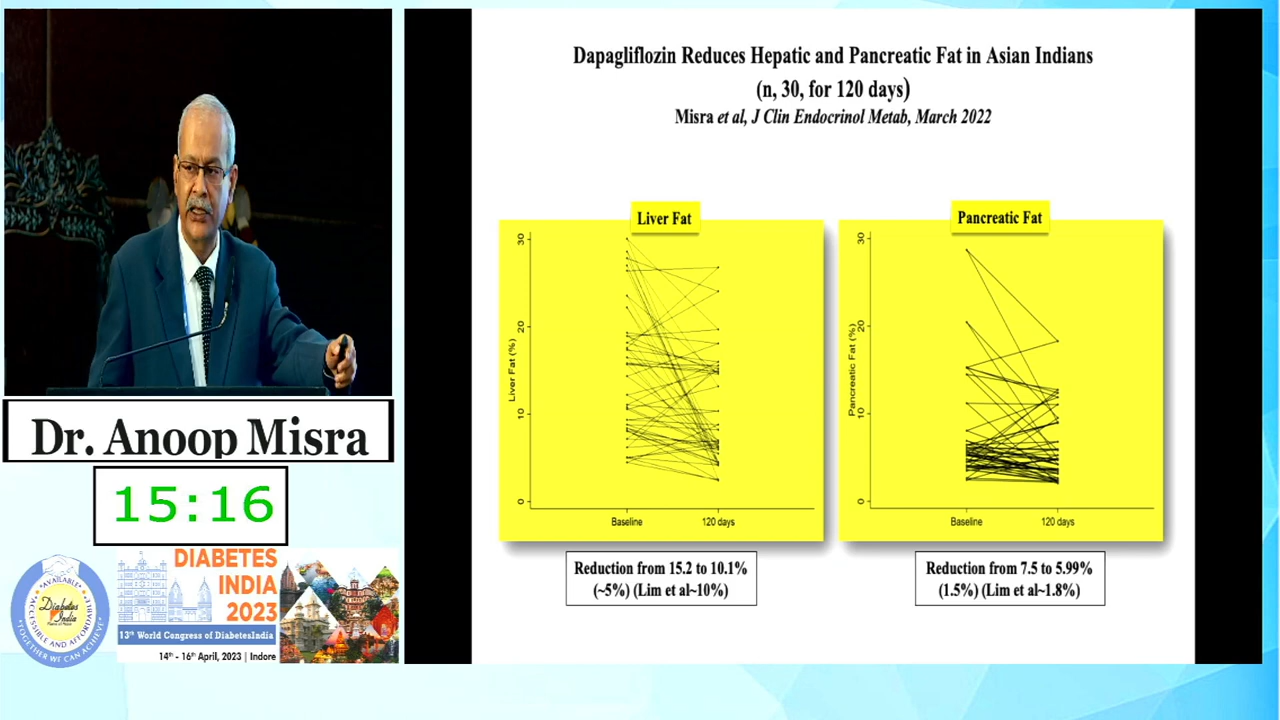 Dapagliflozin Reduces Hepatic and Pancreatic Fat in Asian Indians
(n, 30, for 120 days)
Misra et al, J Clin Endocrinol Metab, March 2022
Liver Fat
Liver Fat (%)
30
20
10
0
Baseline
120 days
Reduction from 15.2 to 10.1%
(~5%) (Lim et al~10%)
Pancreatic Fat
Pancreatic Fat (%)
30
20
10
0
Baseline
120 days
Reduction from 7.5 to 5.99%
(1.5%) (Lim et al~1.8%)
Dr. Anoop Misra
15:16
AVAILABLE
ACCESSIBLE AND AFFORDABLE
TOGETHER WE CAN ACHIEVE
Diabetes
India
DIABETES
INDIA
2023
13th World Congress of DiabetesIndia
14th - 16th April, 2023 | Indore